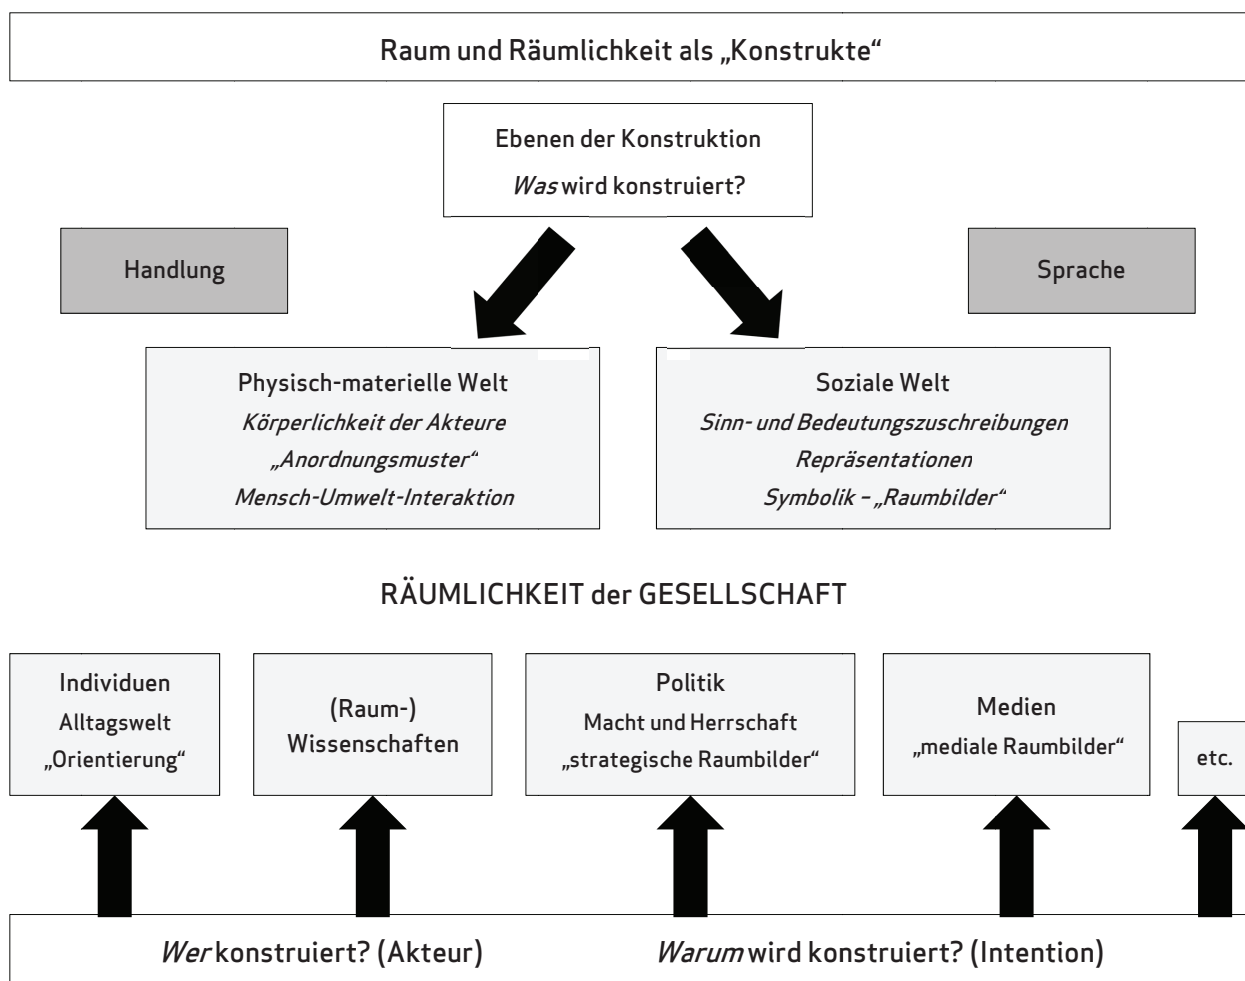 Raum und Räumlichkeit als „Konstrukte“
Ebenen der Konstruktion
Was wird konstruiert?
Handlung
Sprache
Physisch-materielle Welt
Körperlichkeit der Akteure
„Anordnungsmuster“
Mensch-Umwelt-Interaktion
Soziale Welt
Sinn- und Bedeutungszuschreibungen
Repräsentationen
Symbolik – „Raumbilder“
RÄUMLICHKEIT der GESELLSCHAFT
Individuen
Alltagswelt
„Orientierung“
(Raum-)
Wissenschaften
Politik
Macht und Herrschaft
„strategische Raumbilder“
Medien
„mediale Raumbilder“
etc.
Wer konstruiert? (Akteur)
Warum wird konstruiert? (Intention)